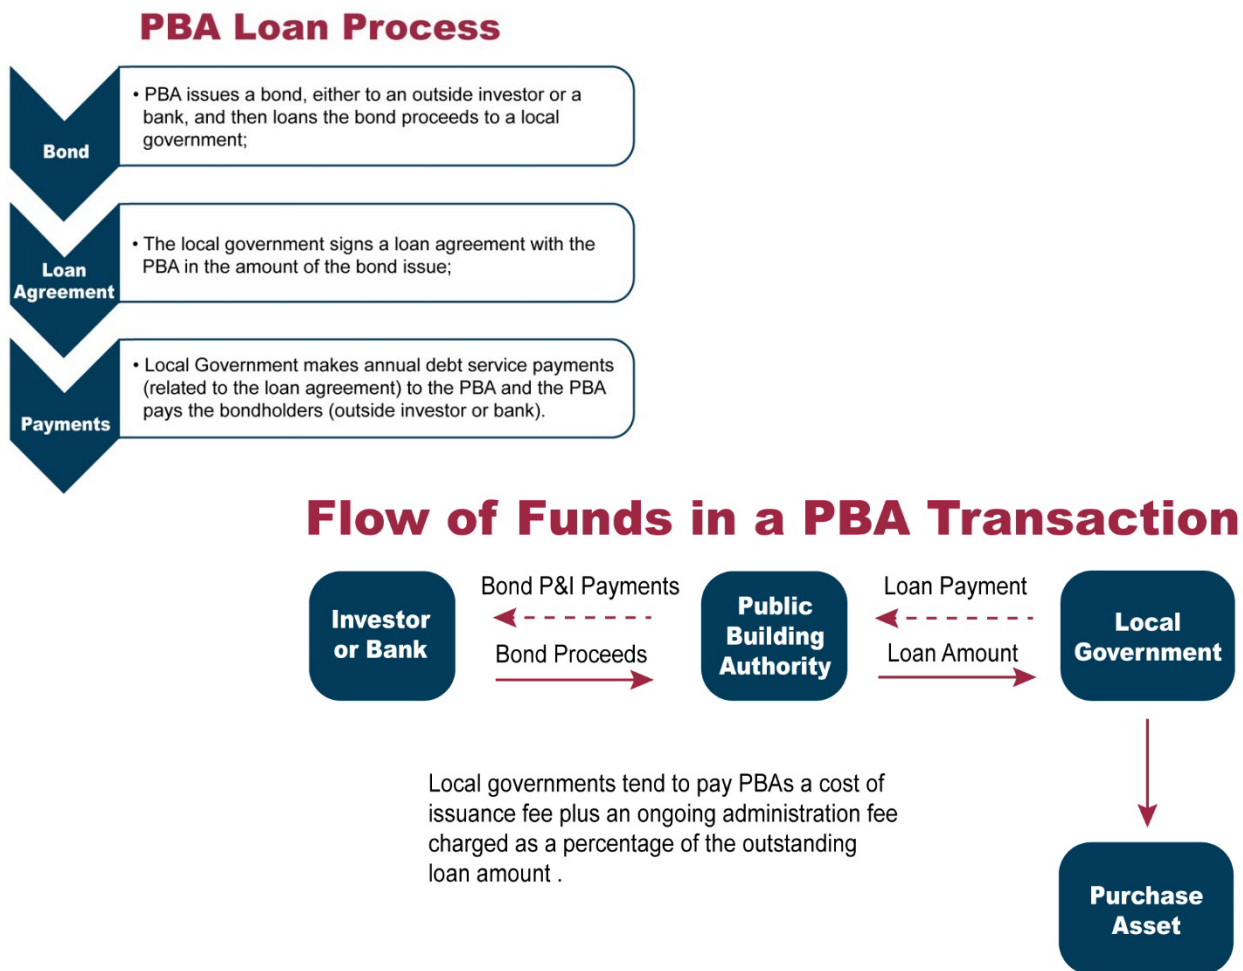 PBA Loan Process
Bond
• PBA issues a bond, either to an outside investor or a
bank, and then loans the bond proceeds to a local
government;
Loan
Agreement
• The local government signs a loan agreement with the
PBA in the amount of the bond issue;
Payments
• Local Government makes annual debt service payments
(related to the loan agreement) to the PBA and the PBA
pays the bondholders (outside investor or bank).
Flow of Funds in a PBA Transaction
Investor
or Bank
Bond P&I Payments
Bond Proceeds
Public
Building
Authority
Loan Payment
Loan Amount
Local
Government
Local governments tend to pay PBAs a cost of
issuance fee plus an ongoing administration fee
charged as a percentage of the outstanding
loan amount .
Purchase
Asset